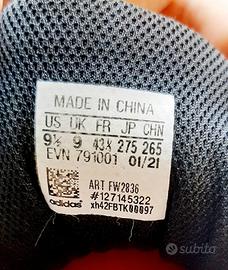 MADE IN CHINA
US UK FR JP CHN
9½ 9 43⅓ 275 265
EVN 791001 01/21
ART FW2836
#127145322
xh42FBTK00097
adidas
subito